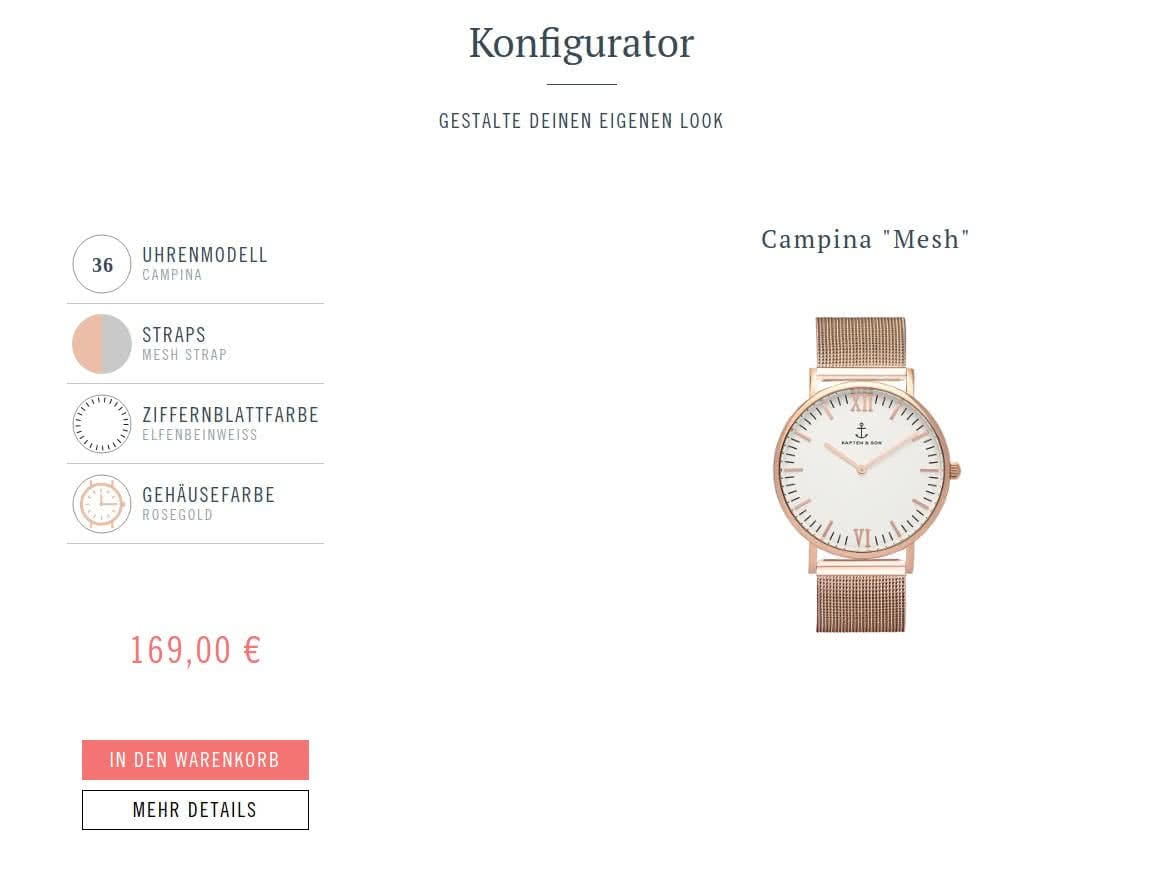 Konfigurator
GESTALTE DEINEN EIGENEN LOOK
36
UHRENMODELL
CAMPINA
STRAPS
MESH STRAP
ZIFFERNBLATTFARBE
ELFENBEINWEISS
GEHÄUSEFARBE
ROSEGOLD
169,00 €
IN DEN WARENKORB
MEHR DETAILS
Campina "Mesh"
XII
KAPTEN & SON
VI